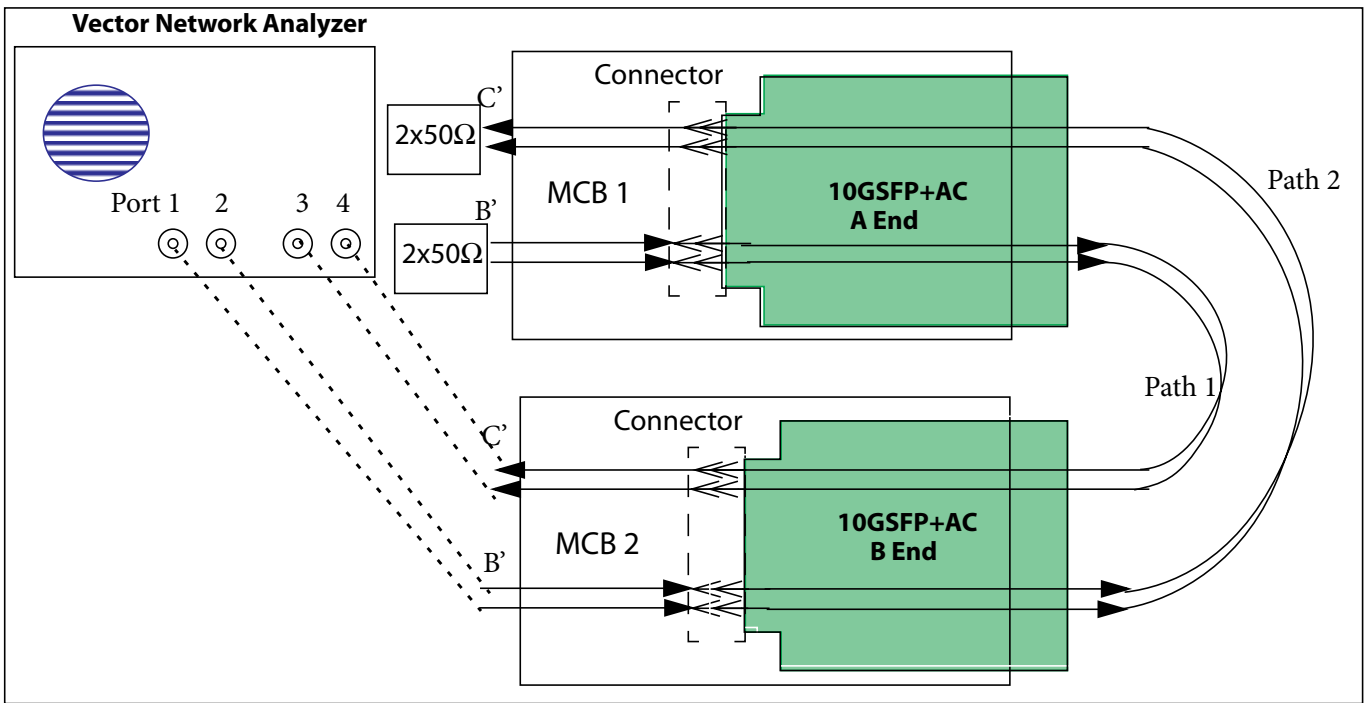 Vector Network Analyzer
Port 1 2 3 4
C’
2x50Ω
B’
2x50Ω
Connector
MCB 1
10GSFP+AC
A End
Path 2
Path 1
Connector
C’
MCB 2
B’
10GSFP+AC
B End